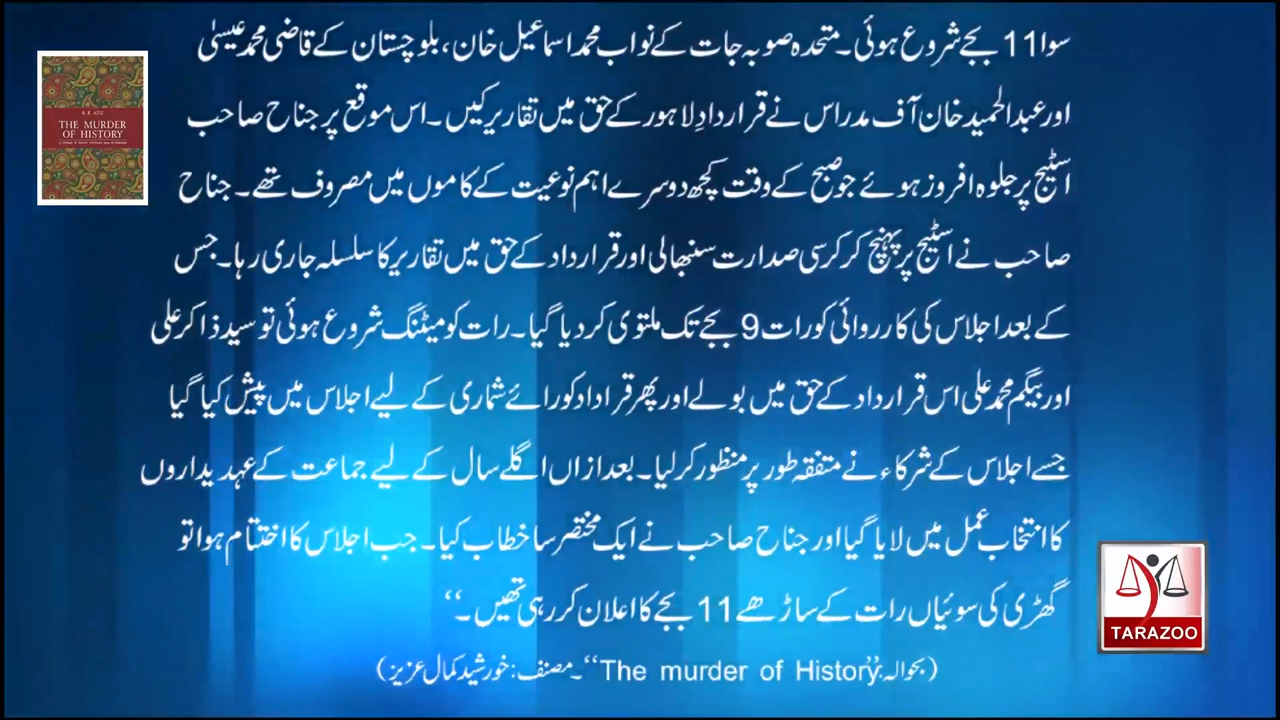 سوا 11 بجے شروع ہوئی۔ متحدہ صوبہ جات کے نواب محمد اسماعیل خان، بلوچستان کے قاضی محمد عیسیٰ
اور عبدالحمید خان آف مدراس نے قراردادِ لاہور کے حق میں تقاریر کیں۔ اس موقع پر جناح صاحب
اسٹیج پر جلوہ افروز ہوئے جو صبح کے وقت کچھ دوسرے اہم نوعیت کے کاموں میں مصروف تھے۔ جناح
صاحب نے اسٹیج پر پہنچ کر کرسی صدارت سنبھالی اور قرارداد کے حق میں تقاریر کا سلسلہ جاری رہا۔ جس
کے بعد اجلاس کی کارروائی کو رات 9 بجے تک ملتوی کر دیا گیا۔ رات کو میٹنگ شروع ہوئی تو سید ذاکر علی
اور بیگم محمد علی اس قرارداد کے حق میں بولے اور پھر قراداد کو رائے شماری کے لیے اجلاس میں پیش کیا گیا
جسے اجلاس کے شرکاء نے متفقہ طور پر منظور کر لیا۔ بعد ازاں اگلے سال کے لیے جماعت کے عہدیداروں
کا انتخاب عمل میں لایا گیا اور جناح صاحب نے ایک مختصر سا خطاب کیا۔ جب اجلاس کا اختتام ہوا تو
گھڑی کی سوئیاں رات کے ساڑھے 11 بجے کا اعلان کر رہی تھیں۔“
(بحوالہ: ”The murder of History“۔ مصنف: خورشید کمال عزیز)
K. K. AZIZ
THE MURDER
OF HISTORY
TARAZOO